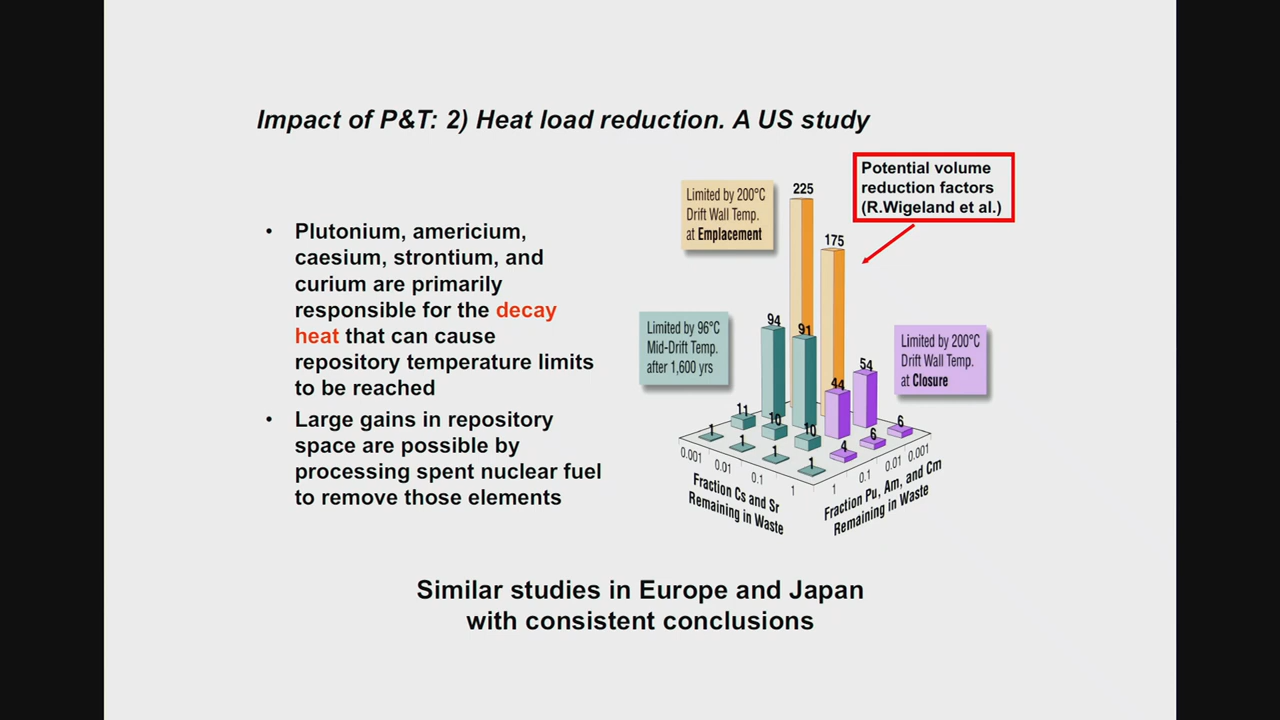 Impact of P&T: 2) Heat load reduction. A US study
• Plutonium, americium,
caesium, strontium, and
curium are primarily
responsible for the decay
heat that can cause
repository temperature limits
to be reached
• Large gains in repository
space are possible by
processing spent nuclear fuel
to remove those elements
Potential volume
reduction factors
(R.Wigeland et al.)
Limited by 200°C
Drift Wall Temp.
at Emplacement
225
175
Limited by 96°C
Mid-Drift Temp.
after 1,600 yrs
94
91
Limited by 200°C
Drift Wall Temp.
at Closure
54
44
11
10
10
6
6
4
1
1
1
1
0.001
0.01
0.1
1
Fraction Cs and Sr
Remaining in Waste
1
0.1
0.01
0.001
Fraction Pu, Am, and Cm
Remaining in Waste
Similar studies in Europe and Japan
with consistent conclusions